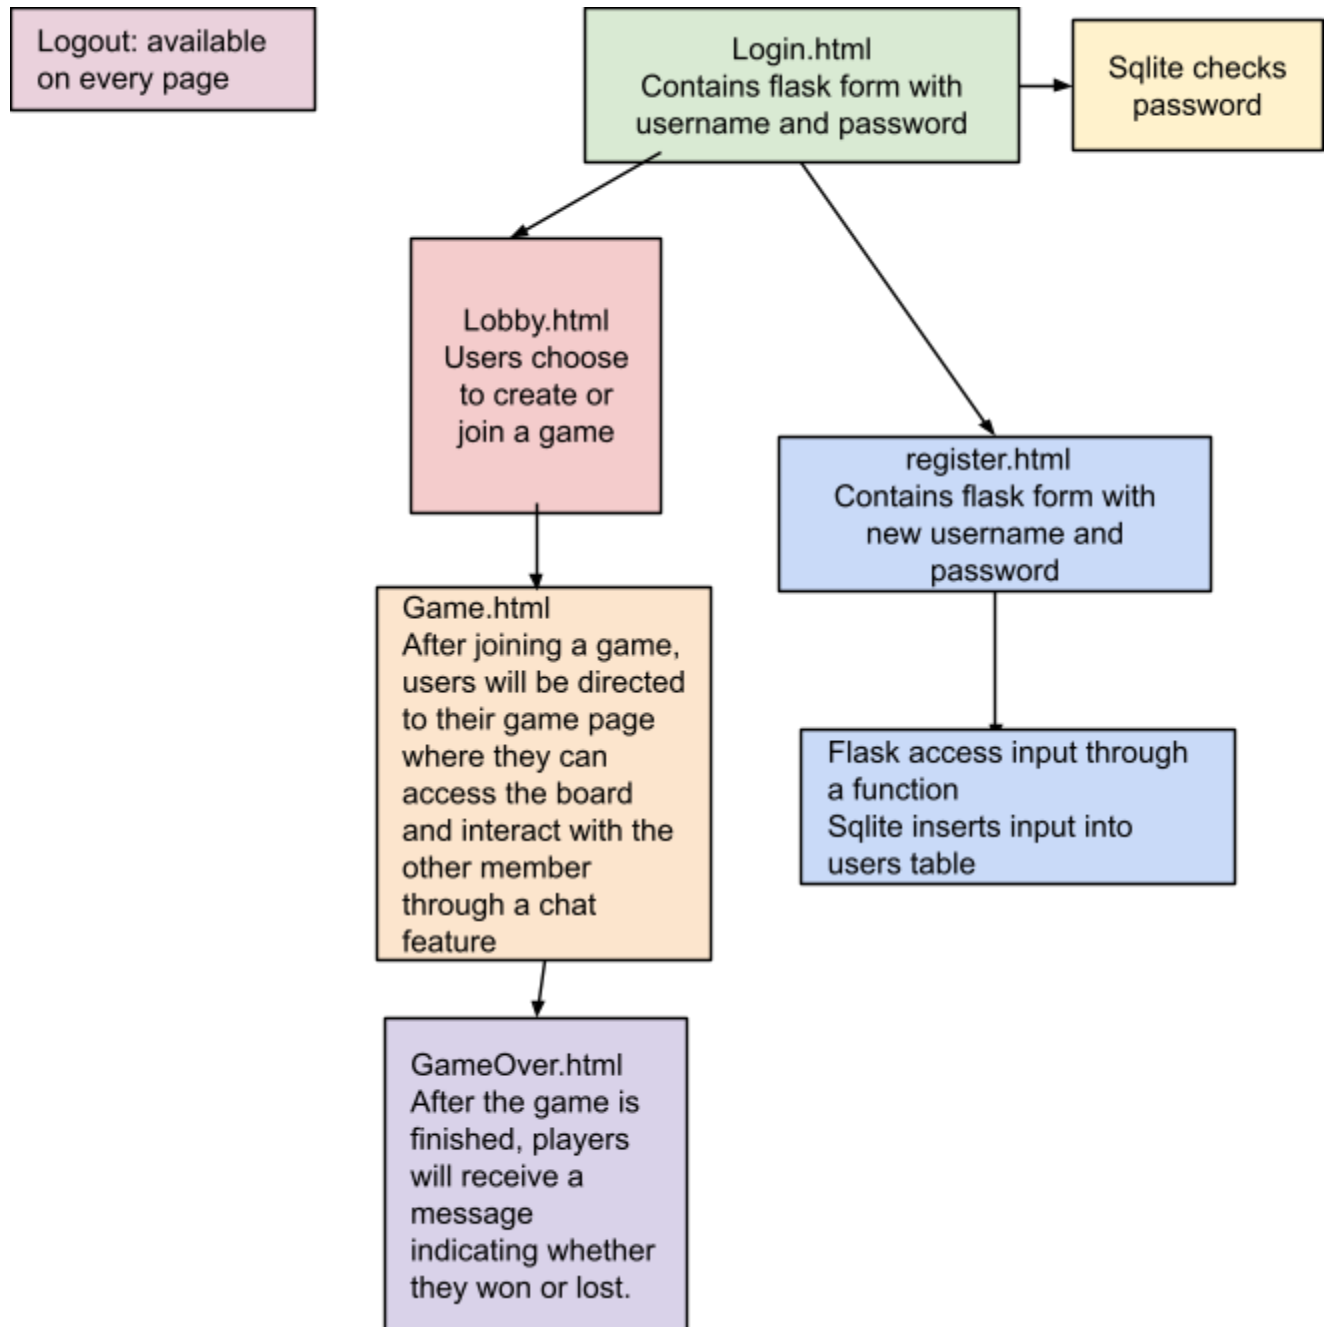 Logout: available
on every page
Login.html
Contains flask form with
username and password
Sqlite checks
password
Lobby.html
Users choose
to create or
join a game
register.html
Contains flask form with
new username and
password
Game.html
After joining a game,
users will be directed
to their game page
where they can
access the board
and interact with the
other member
through a chat
feature
Flask access input through
a function
Sqlite inserts input into
users table
GameOver.html
After the game is
finished, players
will receive a
message
indicating whether
they won or lost.